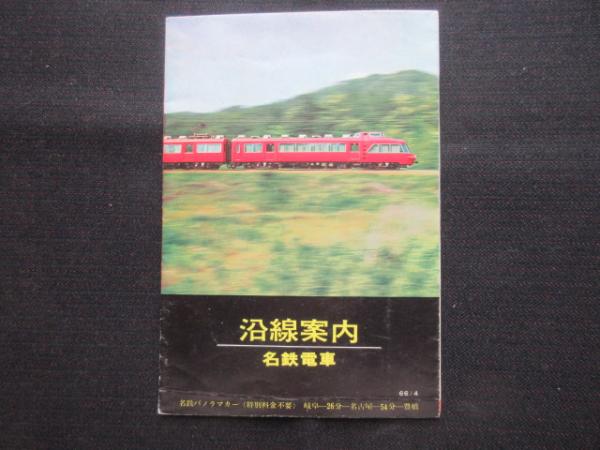 沿線案内
名鉄電車
66/4
名鉄パノラマカー(特別料金不要) 岐阜—26分—名古屋—54分—豊橋